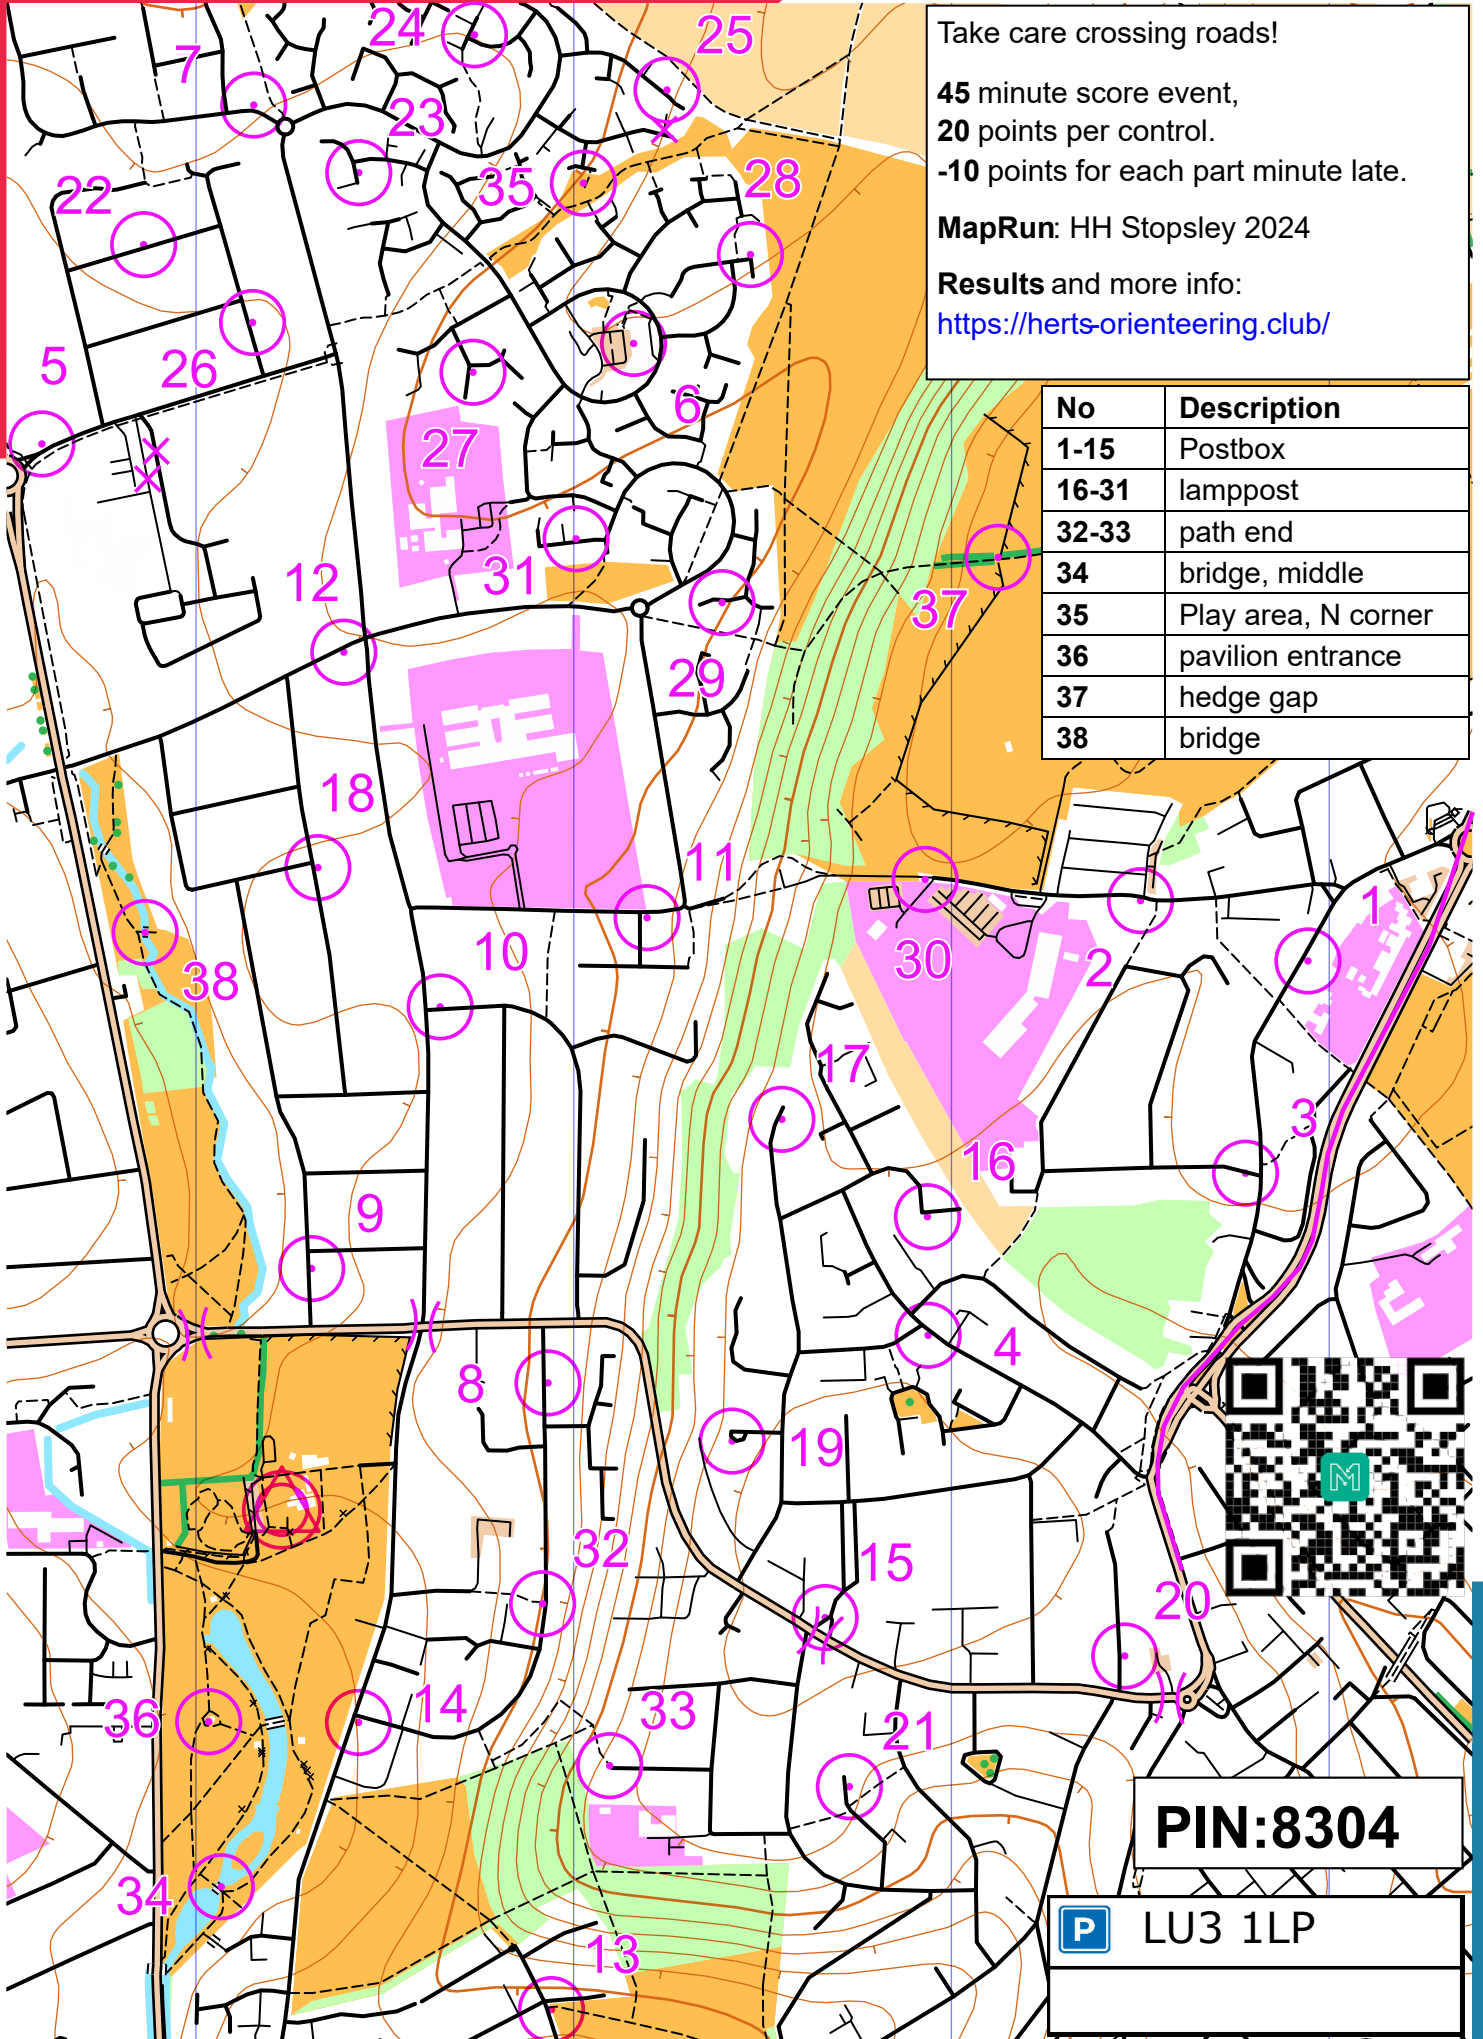 Take care crossing roads!
45 minute score event,
20 points per control.
-10 points for each part minute late.
MapRun: HH Stopsley 2024
Results and more info:
https://herts-orienteering.club/
No Description
1-15 Postbox
16-31 lamppost
32-33 path end
34 bridge, middle
35 Play area, N corner
36 pavilion entrance
37 hedge gap
38 bridge
24
25
7
23
35
28
22
5
26
6
27
31
12
37
29
18
11
1
10
30
2
38
17
3
16
9
4
8
19
32
15
20
36
14
33
21
34
13
M
PIN:8304
P LU3 1LP